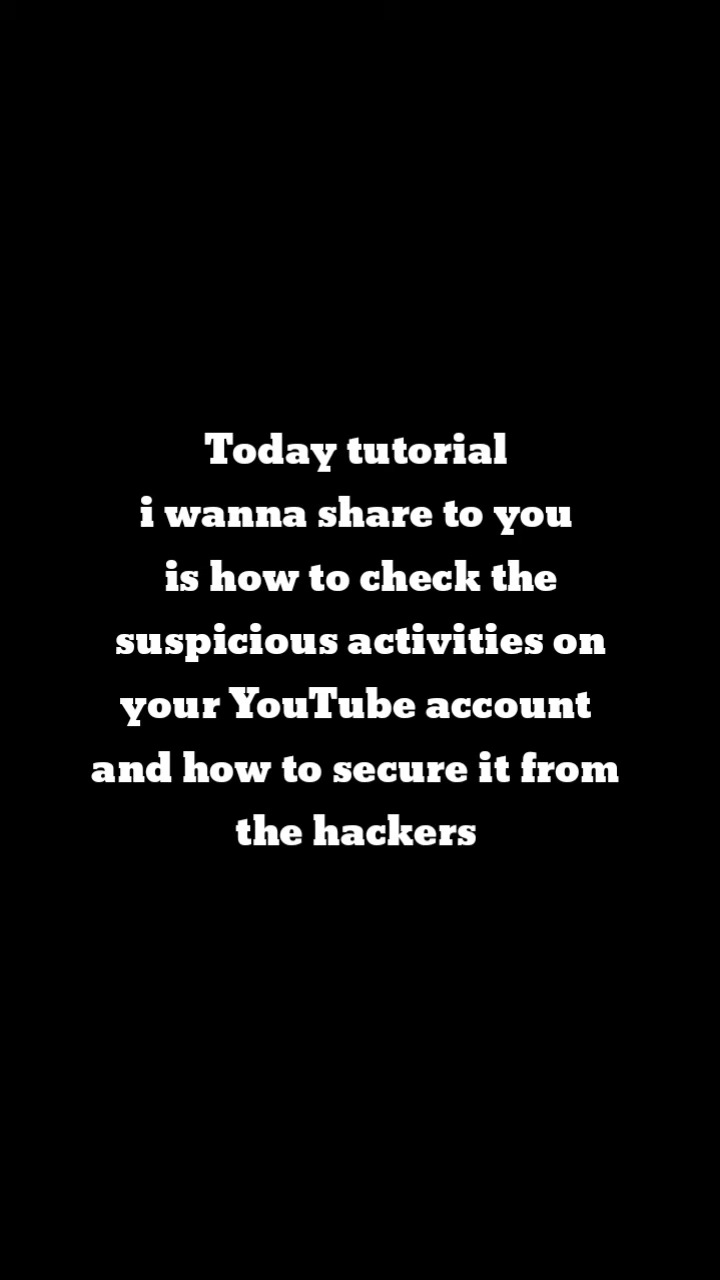 Today tutorial
i wanna share to you
is how to check the
suspicious activities on
your YouTube account
and how to secure it from
the hackers